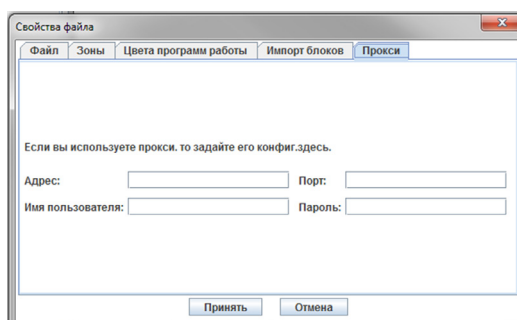 Свойства файла
Файл Зоны Цвета программ работы Импорт блоков Прокси
Если вы используете прокси. то задайте его конфиг.здесь.
Адрес: Порт:
Имя пользователя: Пароль:
Принять Отмена